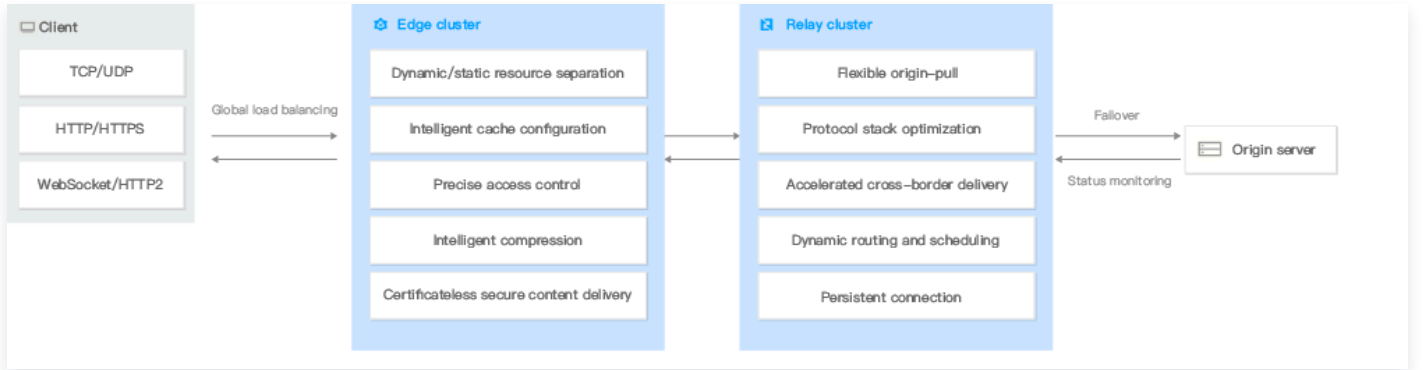 Client
TCP/UDP
HTTP/HTTPS
WebSocket/HTTP2
Global load balancing
Edge cluster
Dynamic/static resource separation
Intelligent cache configuration
Precise access control
Intelligent compression
Certificateless secure content delivery
Relay cluster
Flexible origin-pull
Protocol stack optimization
Accelerated cross-border delivery
Dynamic routing and scheduling
Persistent connection
Failover
Status monitoring
Origin server